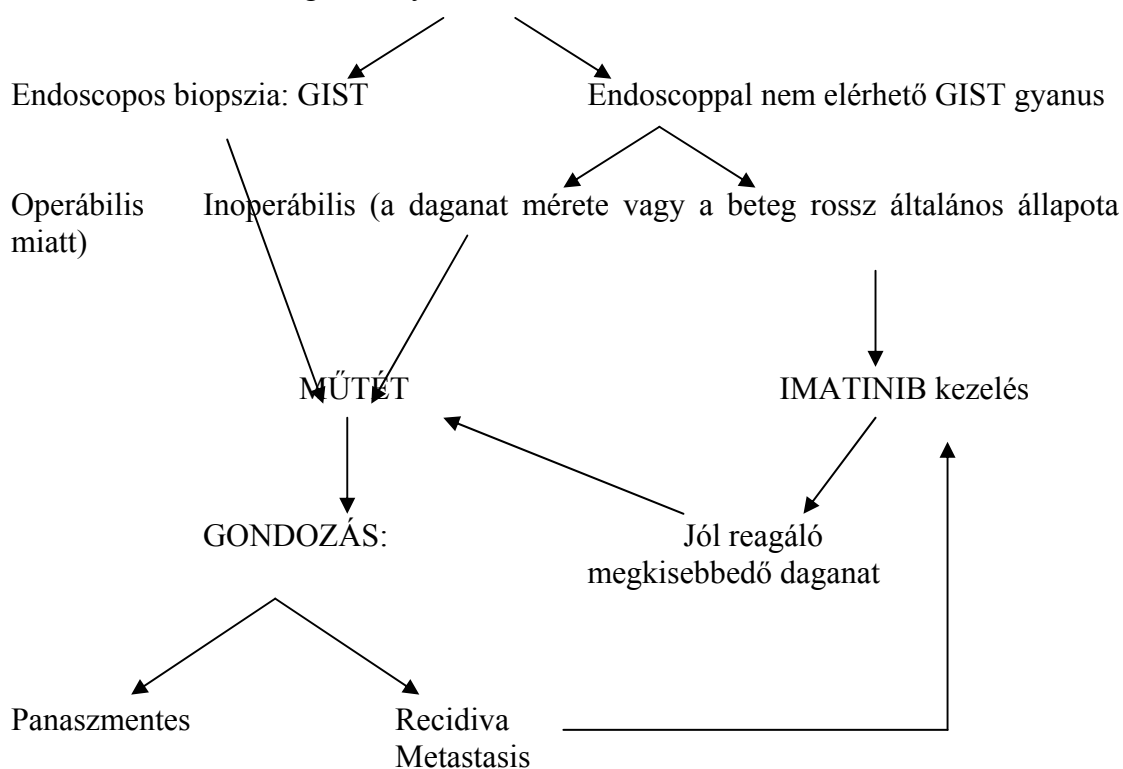 Endoscopos biopszia: GIST
Endoscoppal nem elérhető GIST gyanus
Operábilis Inoperábilis (a daganat mérete vagy a beteg rossz általános állapota
miatt)
MŰTÉT
IMATINIB kezelés
GONDOZÁS:
Jól reagáló
megkisebbedő daganat
Panaszmentes
Recidiva
Metastasis